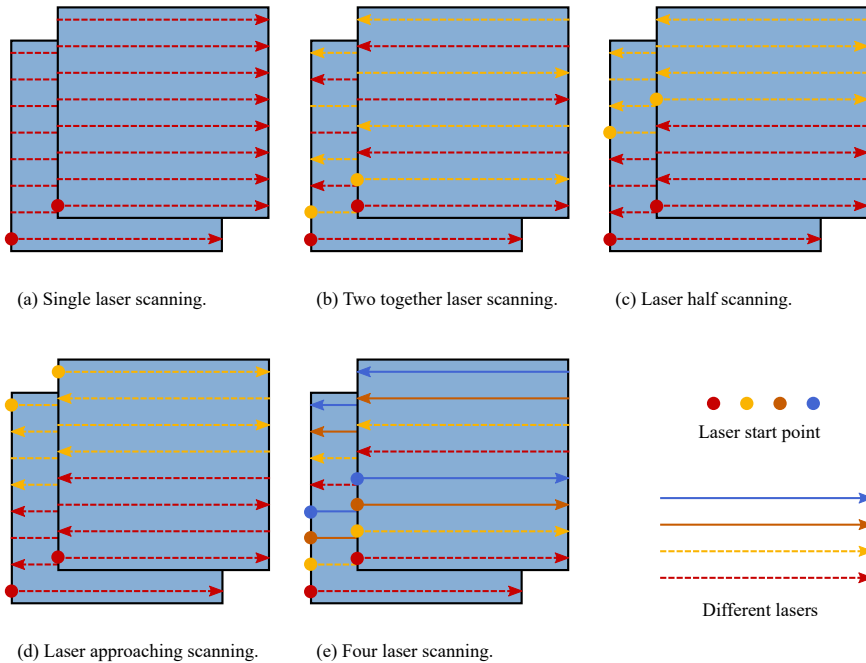 (a) Single laser scanning.
(b) Two together laser scanning.
(c) Laser half scanning.
Laser start point
Different lasers
(d) Laser approaching scanning.
(e) Four laser scanning.